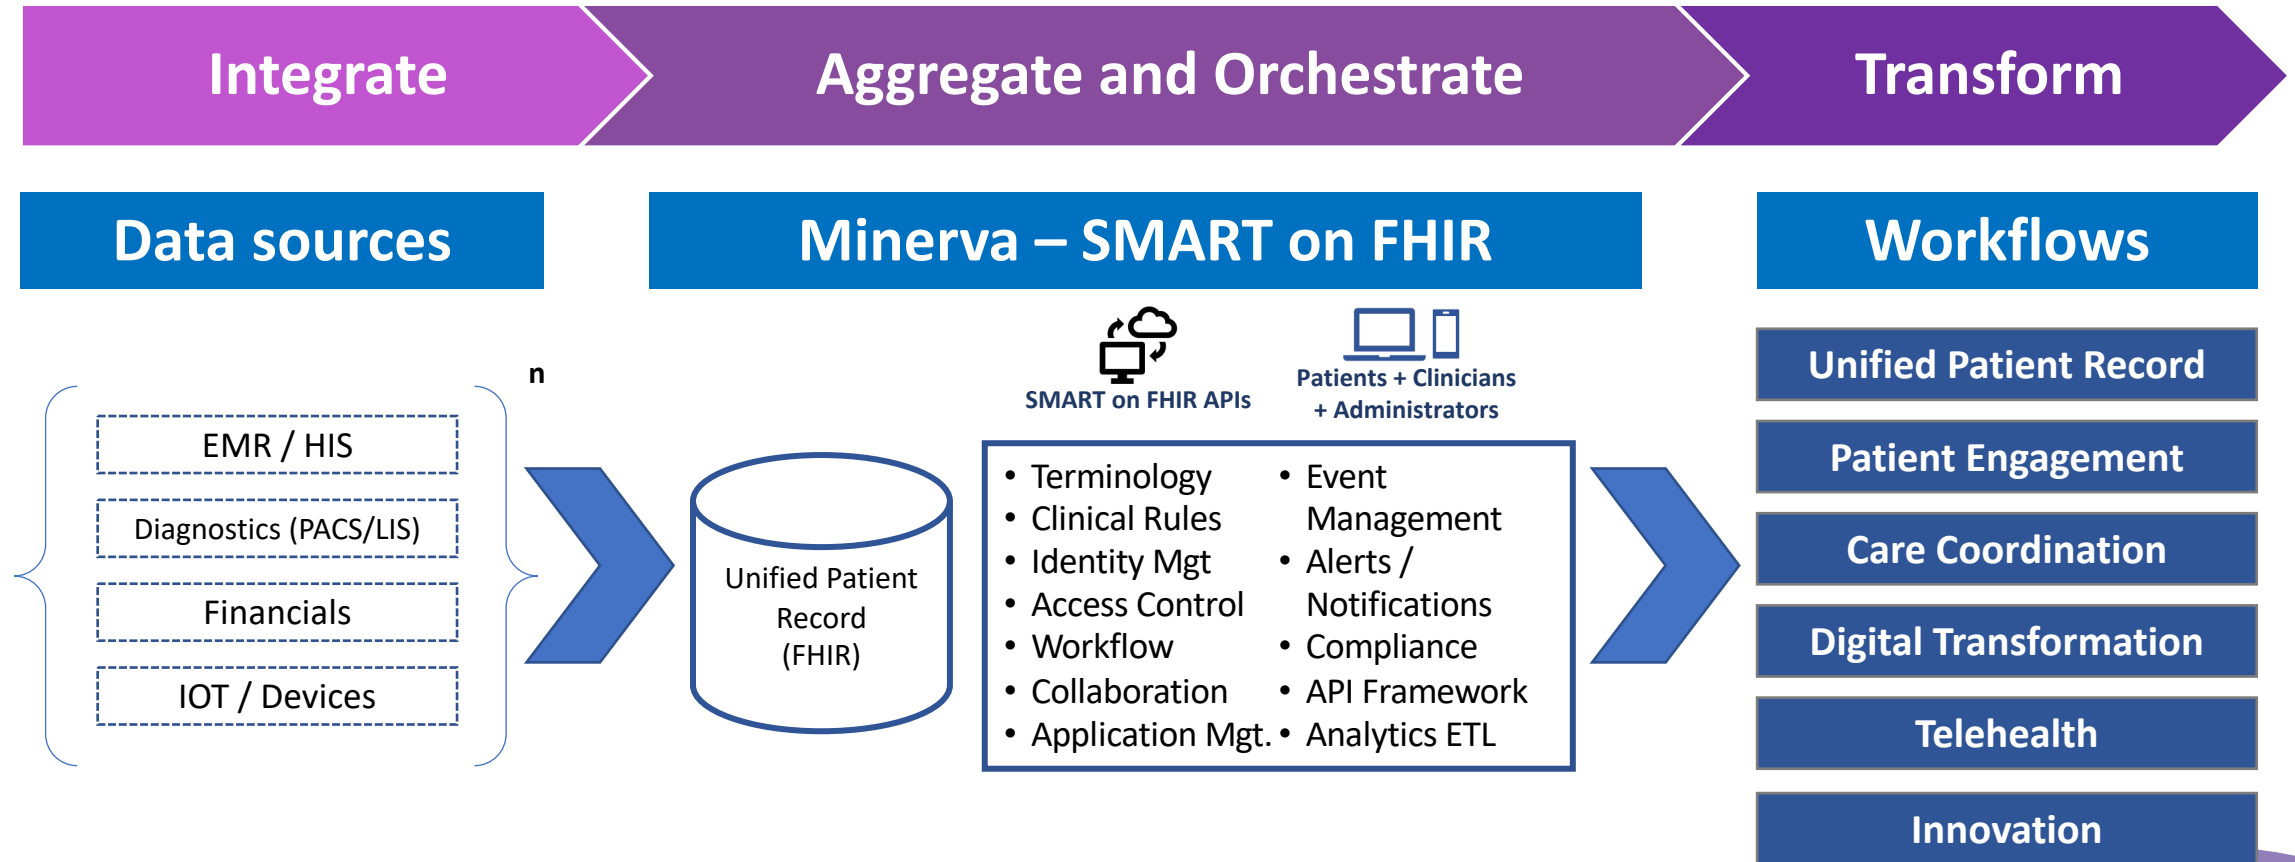 Integrate
Aggregate and Orchestrate
Transform
Data sources
Minerva – SMART on FHIR
Workflows
n
EMR / HIS
Diagnostics (PACS/LIS)
Financials
IOT / Devices
SMART on FHIR APIs
Patients + Clinicians
+ Administrators
Unified Patient
Record
(FHIR)
• Terminology
• Clinical Rules
• Identity Mgt
• Access Control
• Workflow
• Collaboration
• Application Mgt.
• Event
Management
• Alerts /
Notifications
• Compliance
• API Framework
• Analytics ETL
Unified Patient Record
Patient Engagement
Care Coordination
Digital Transformation
Telehealth
Innovation